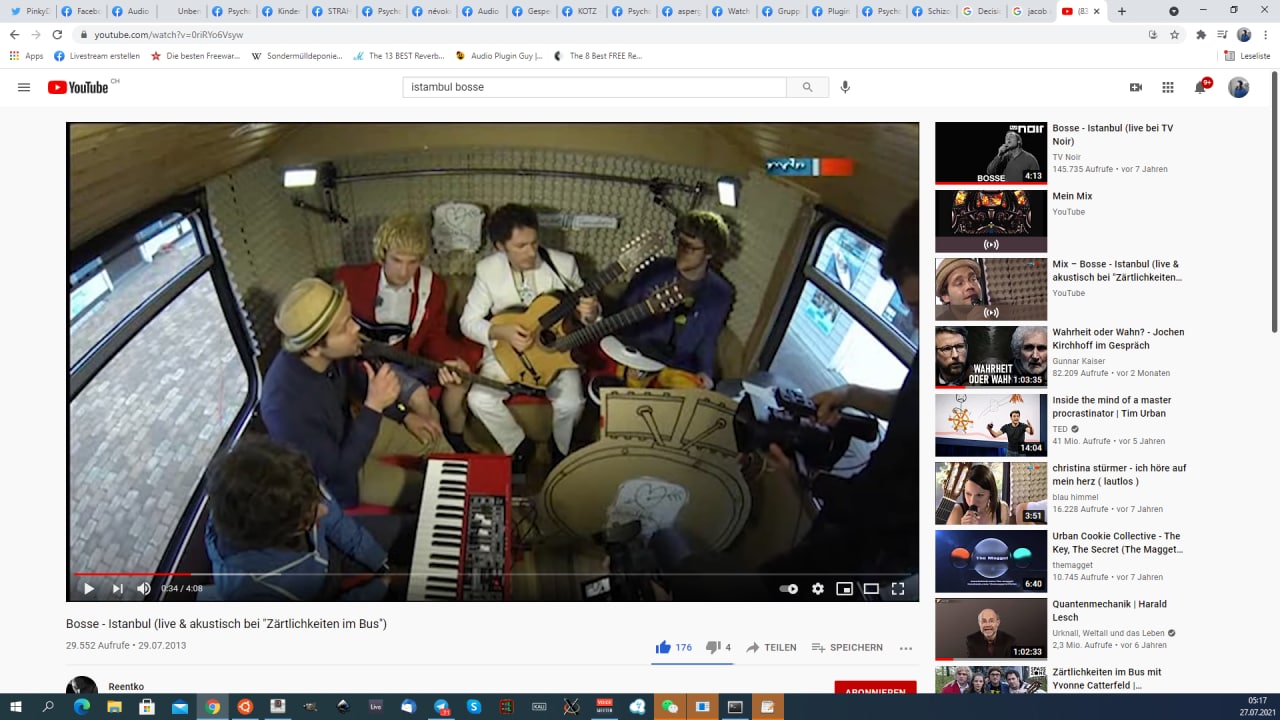 PinkyD
Facebo
Audio
Unben
Psycho
Kinder
STRAH
Psycho
névolu
Audio
Gespe
KOTZ
Psycho
asperg
Watch
Grupp
Plugin
Psycho
Schizo
Decisi
jacob
(83
youtube.com/watch?v=0riRYo6Vsyw
Apps
Livestream erstellen
Die besten Freewar...
Sondermülldeponie...
The 13 BEST Reverb...
Audio Plugin Guy |...
The 8 Best FREE Re...
Leseliste
YouTube CH
istambul bosse
9+
mdr
0:34 / 4:08
Bosse - Istanbul (live & akustisch bei "Zärtlichkeiten im Bus")
29.552 Aufrufe • 29.07.2013
176
4
TEILEN
SPEICHERN
Reentko
ABONNIEREN
noir
BOSSE
4:13
Bosse - Istanbul (live bei TV
Noir)
TV Noir
145.735 Aufrufe • vor 7 Jahren
Mein Mix
YouTube
Mix – Bosse - Istanbul (live &
akustisch bei "Zärtlichkeiten...
YouTube
WAHRHEIT
ODER WAHN
1:03:35
Wahrheit oder Wahn? - Jochen
Kirchhoff im Gespräch
Gunnar Kaiser
82.209 Aufrufe • vor 2 Monaten
14:04
Inside the mind of a master
procrastinator | Tim Urban
TED
41 Mio. Aufrufe • vor 5 Jahren
3:51
christina stürmer - ich höre auf
mein herz ( lautlos )
blau himmel
16.228 Aufrufe • vor 7 Jahren
The Magget
6:40
Urban Cookie Collective - The
Key, The Secret (The Magget...
themagget
10.745 Aufrufe • vor 7 Jahren
1:02:33
Quantenmechanik | Harald
Lesch
Urknall, Weltall und das Leben
2,3 Mio. Aufrufe • vor 6 Jahren
Zärtlichkeiten im Bus mit
Yvonne Catterfeld |...
Live
KALI
05:17
27.07.2021